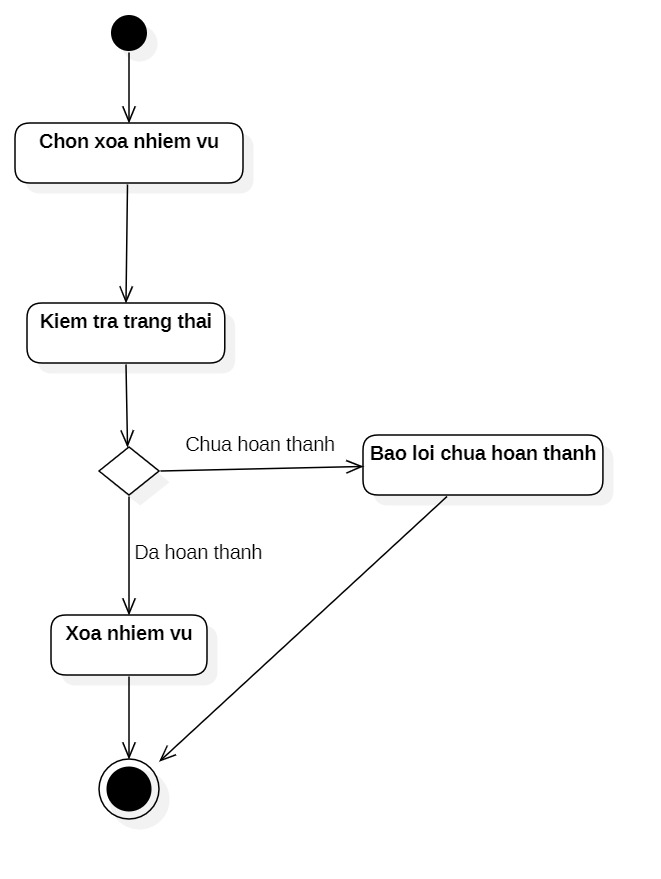 Chon xoa nhiem vu
Kiem tra trang thai
Chua hoan thanh
Bao loi chua hoan thanh
Da hoan thanh
Xoa nhiem vu